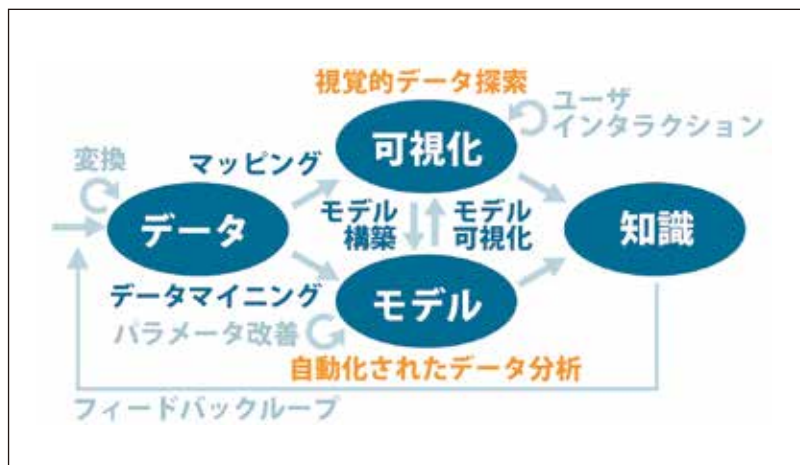 視覚的データ探索
ユーザ
インタラクション
可視化
変換
マッピング
データ
モデル
構築
モデル
可視化
知識
データマイニング
モデル
パラメータ改善
自動化されたデータ分析
フィードバックループ